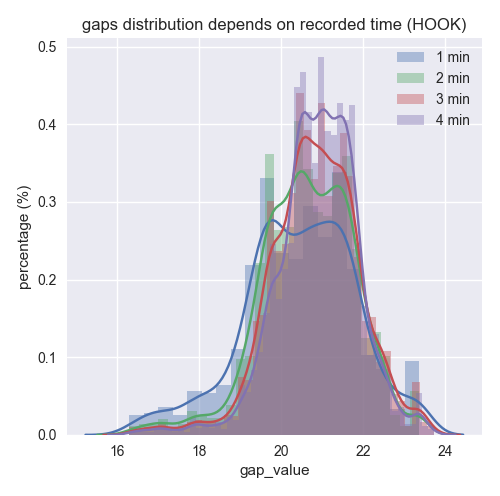 gaps distribution depends on recorded time (HOOK)
1 min
2 min
3 min
4 min
0.5
0.4
0.3
0.2
0.1
0.0
percentage (%)
16 18 20 22 24
gap_value